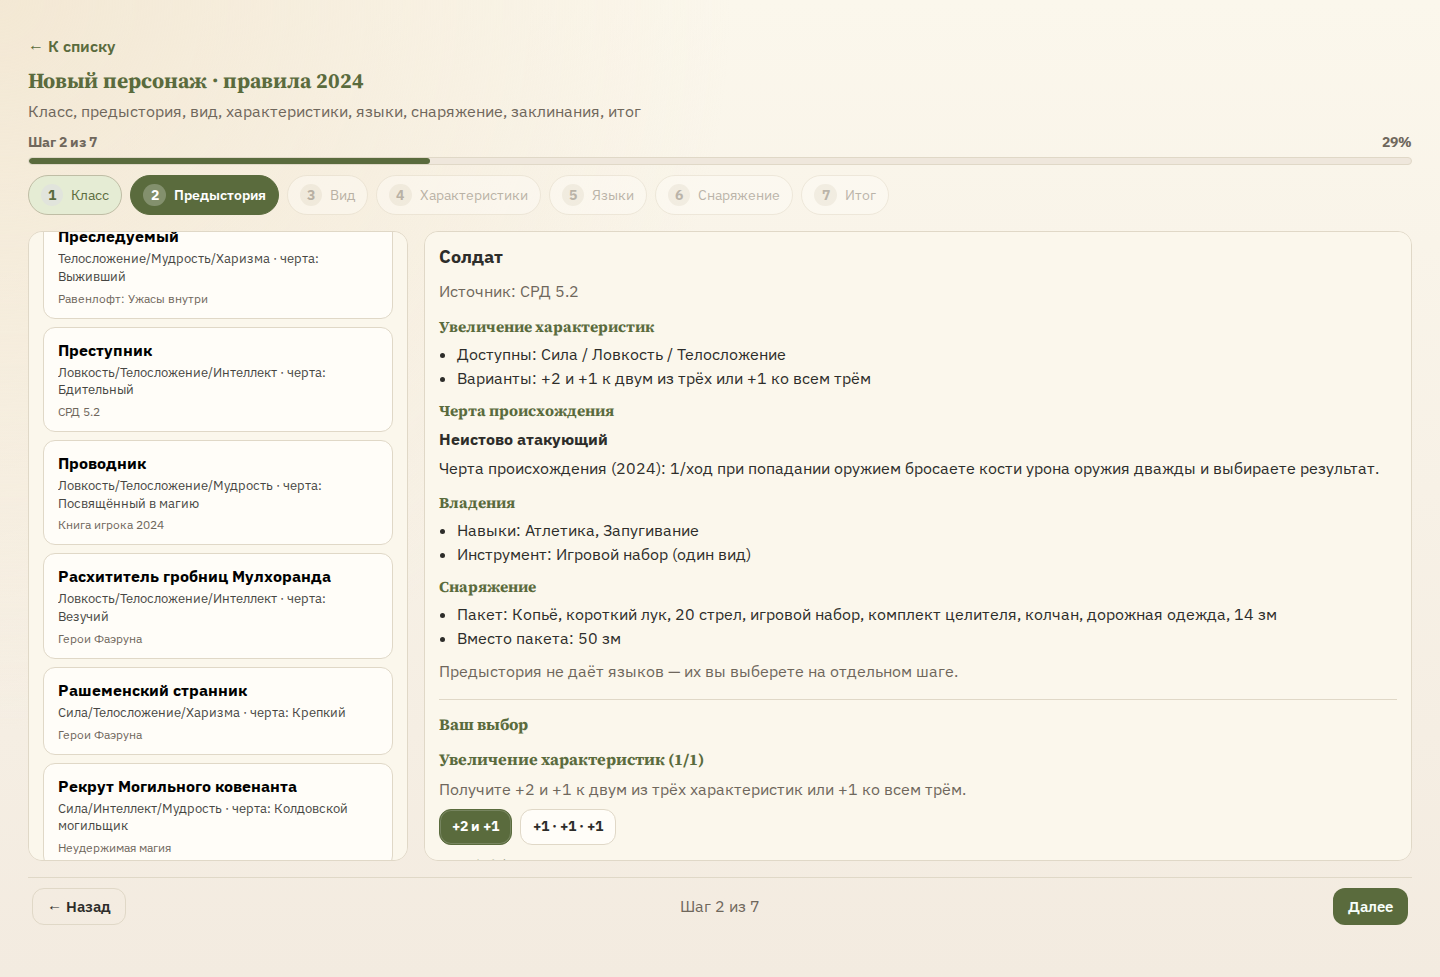 ← К списку
Новый персонаж · правила 2024
Класс, предыстория, вид, характеристики, языки, снаряжение, заклинания, итог
Шаг 2 из 7
29%
1 Класс
2 Предыстория
3 Вид
4 Характеристики
5 Языки
6 Снаряжение
7 Итог
Преследуемый
Телосложение/Мудрость/Харизма · черта:
Выживший
Равенлофт: Ужасы внутри
Преступник
Ловкость/Телосложение/Интеллект · черта:
Бдительный
СРД 5.2
Проводник
Ловкость/Телосложение/Мудрость · черта:
Посвящённый в магию
Книга игрока 2024
Расхититель гробниц Мулхоранда
Ловкость/Телосложение/Интеллект · черта:
Везучий
Герои Фаэруна
Рашеменский странник
Сила/Телосложение/Харизма · черта: Крепкий
Герои Фаэруна
Рекрут Могильного ковенанта
Сила/Интеллект/Мудрость · черта: Колдовской
могильщик
Неудержимая магия
Солдат
Источник: СРД 5.2
Увеличение характеристик
• Доступны: Сила / Ловкость / Телосложение
• Варианты: +2 и +1 к двум из трёх или +1 ко всем трём
Черта происхождения
Неистово атакующий
Черта происхождения (2024): 1/ход при попадании оружием бросаете кости урона оружия дважды и выбираете результат.
Владения
• Навыки: Атлетика, Запугивание
• Инструмент: Игровой набор (один вид)
Снаряжение
• Пакет: Копьё, короткий лук, 20 стрел, игровой набор, комплект целителя, колчан, дорожная одежда, 14 зм
• Вместо пакета: 50 зм
Предыстория не даёт языков — их вы выберете на отдельном шаге.
Ваш выбор
Увеличение характеристик (1/1)
Получите +2 и +1 к двум из трёх характеристик или +1 ко всем трём.
+2 и +1
+1 · +1 · +1
← Назад
Шаг 2 из 7
Далее